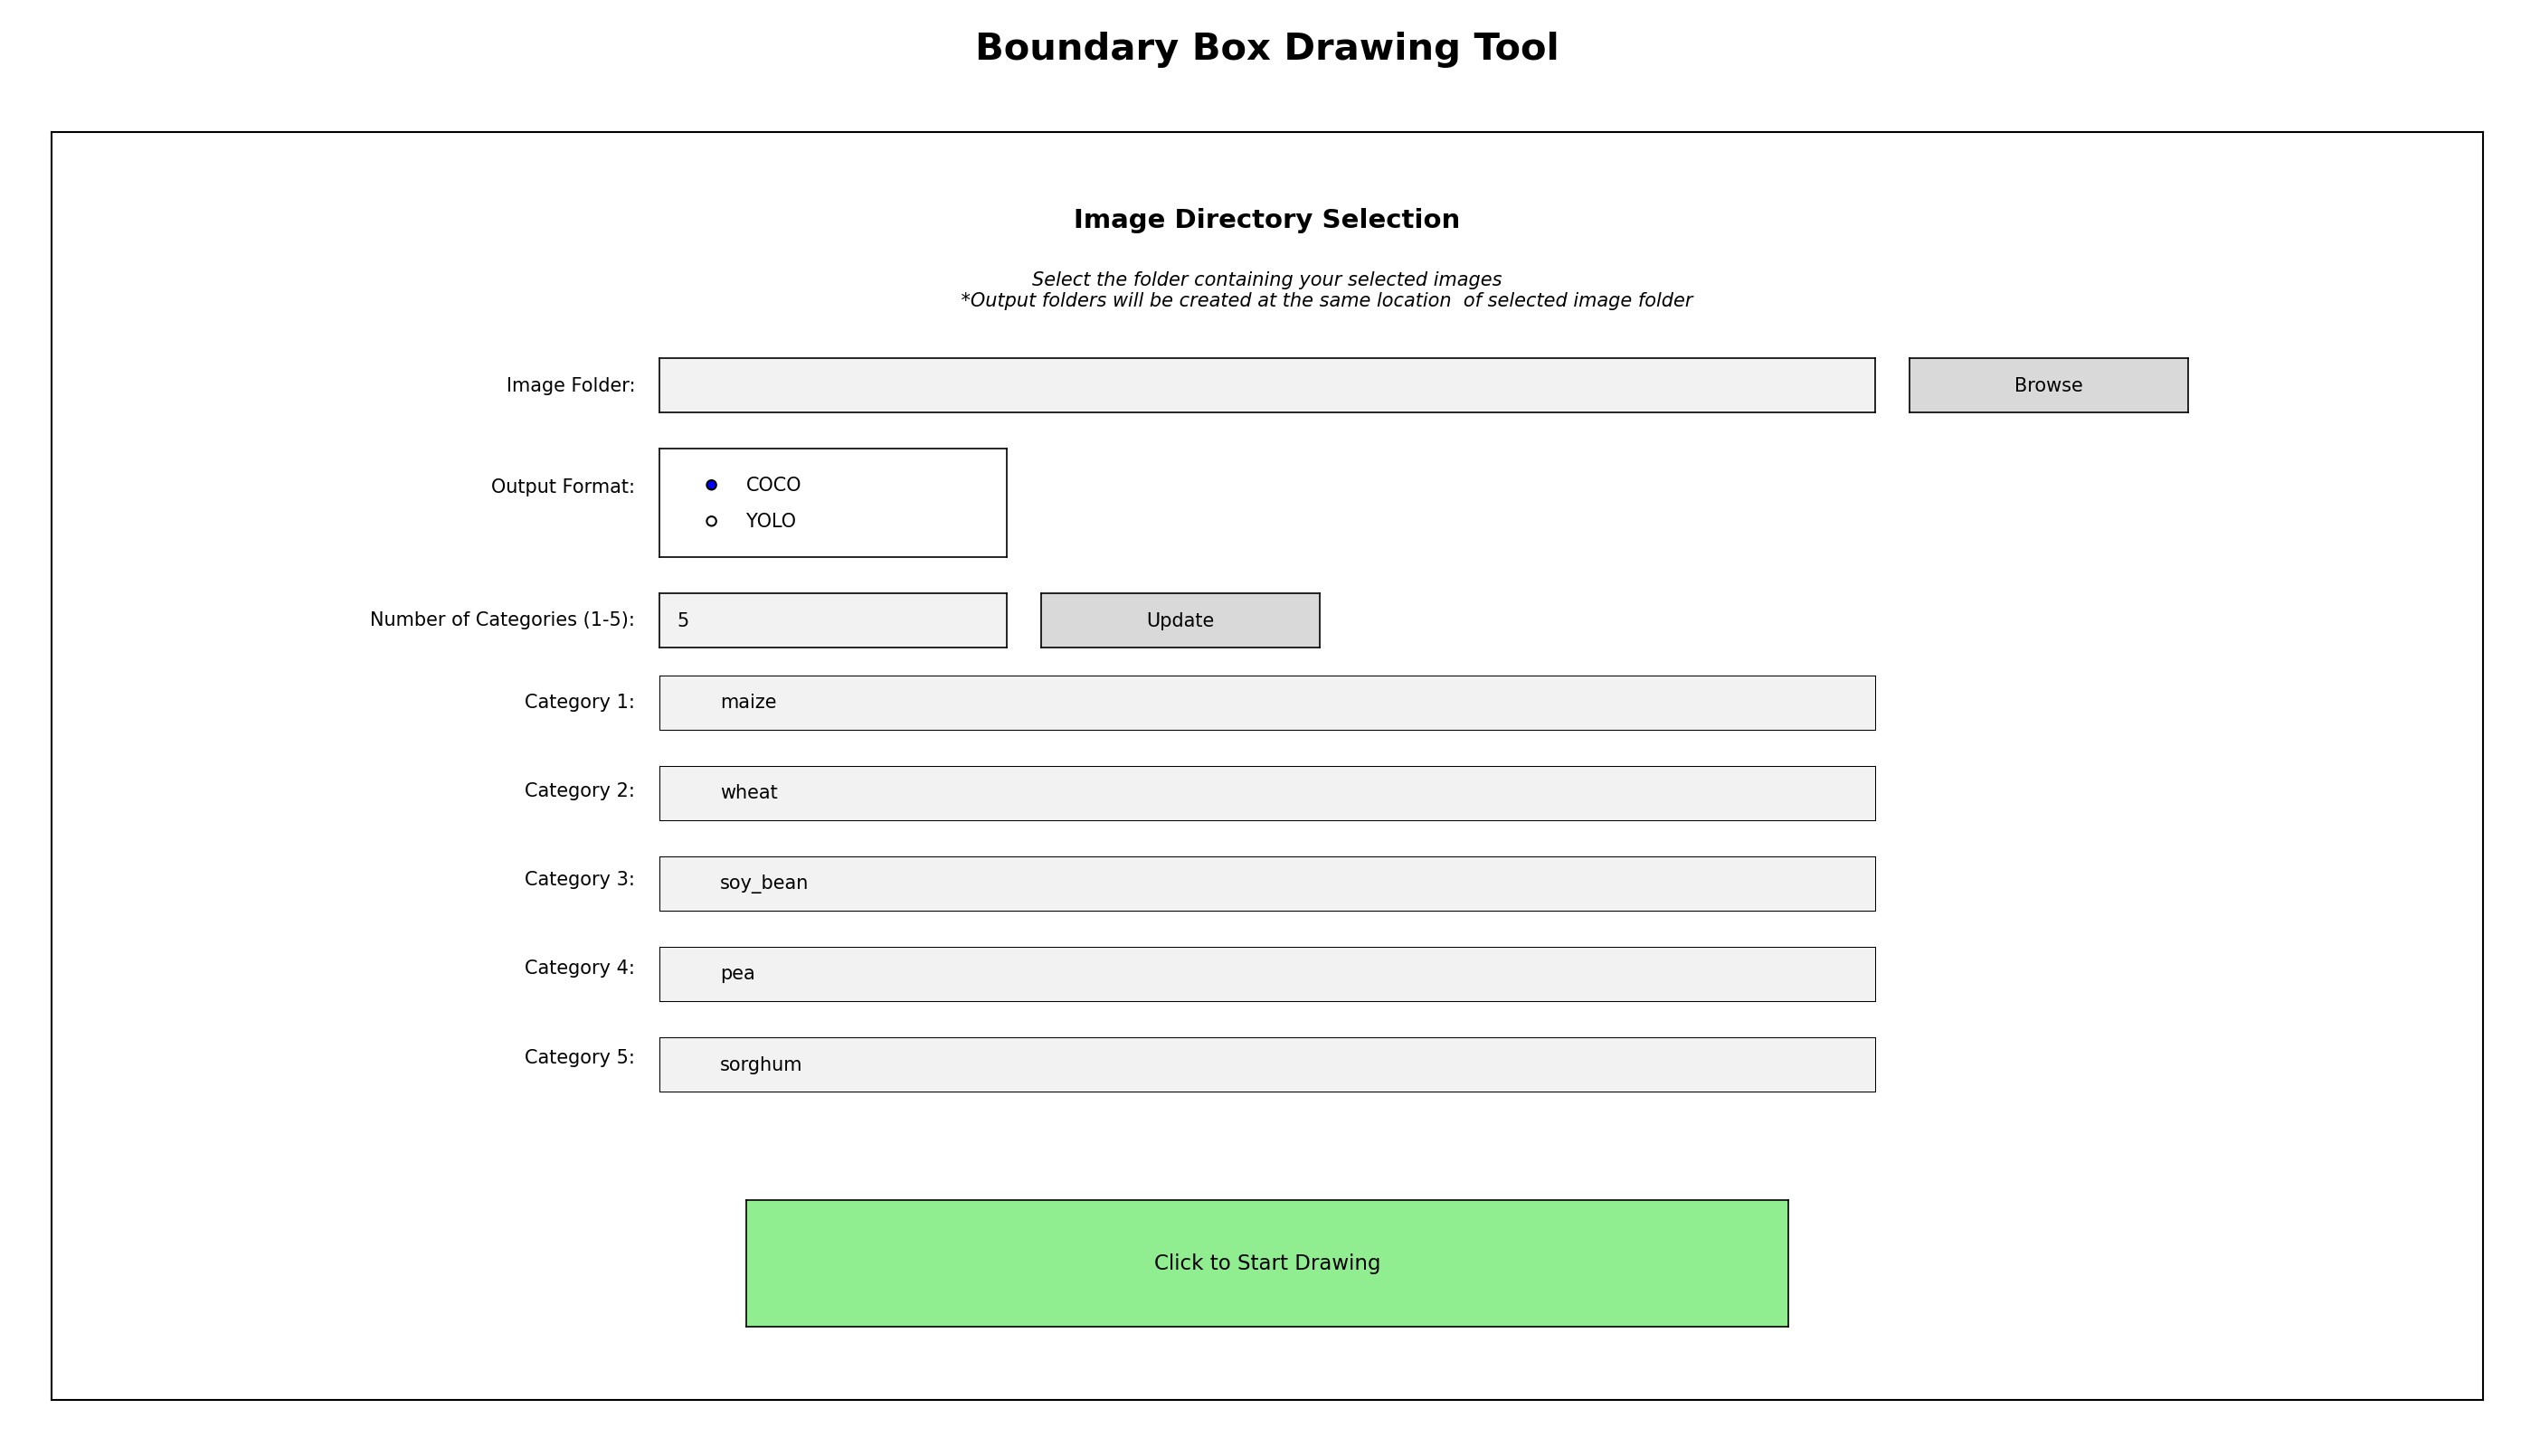 Boundary Box Drawing Tool
Image Directory Selection
Select the folder containing your selected images
*Output folders will be created at the same location  of selected image folder
Image Folder:
Browse
Output Format:
COCO
YOLO
Number of Categories (1-5):
5
Update
Category 1:
maize
Category 2:
wheat
Category 3:
soy_bean
Category 4:
pea
Category 5:
sorghum
Click to Start Drawing